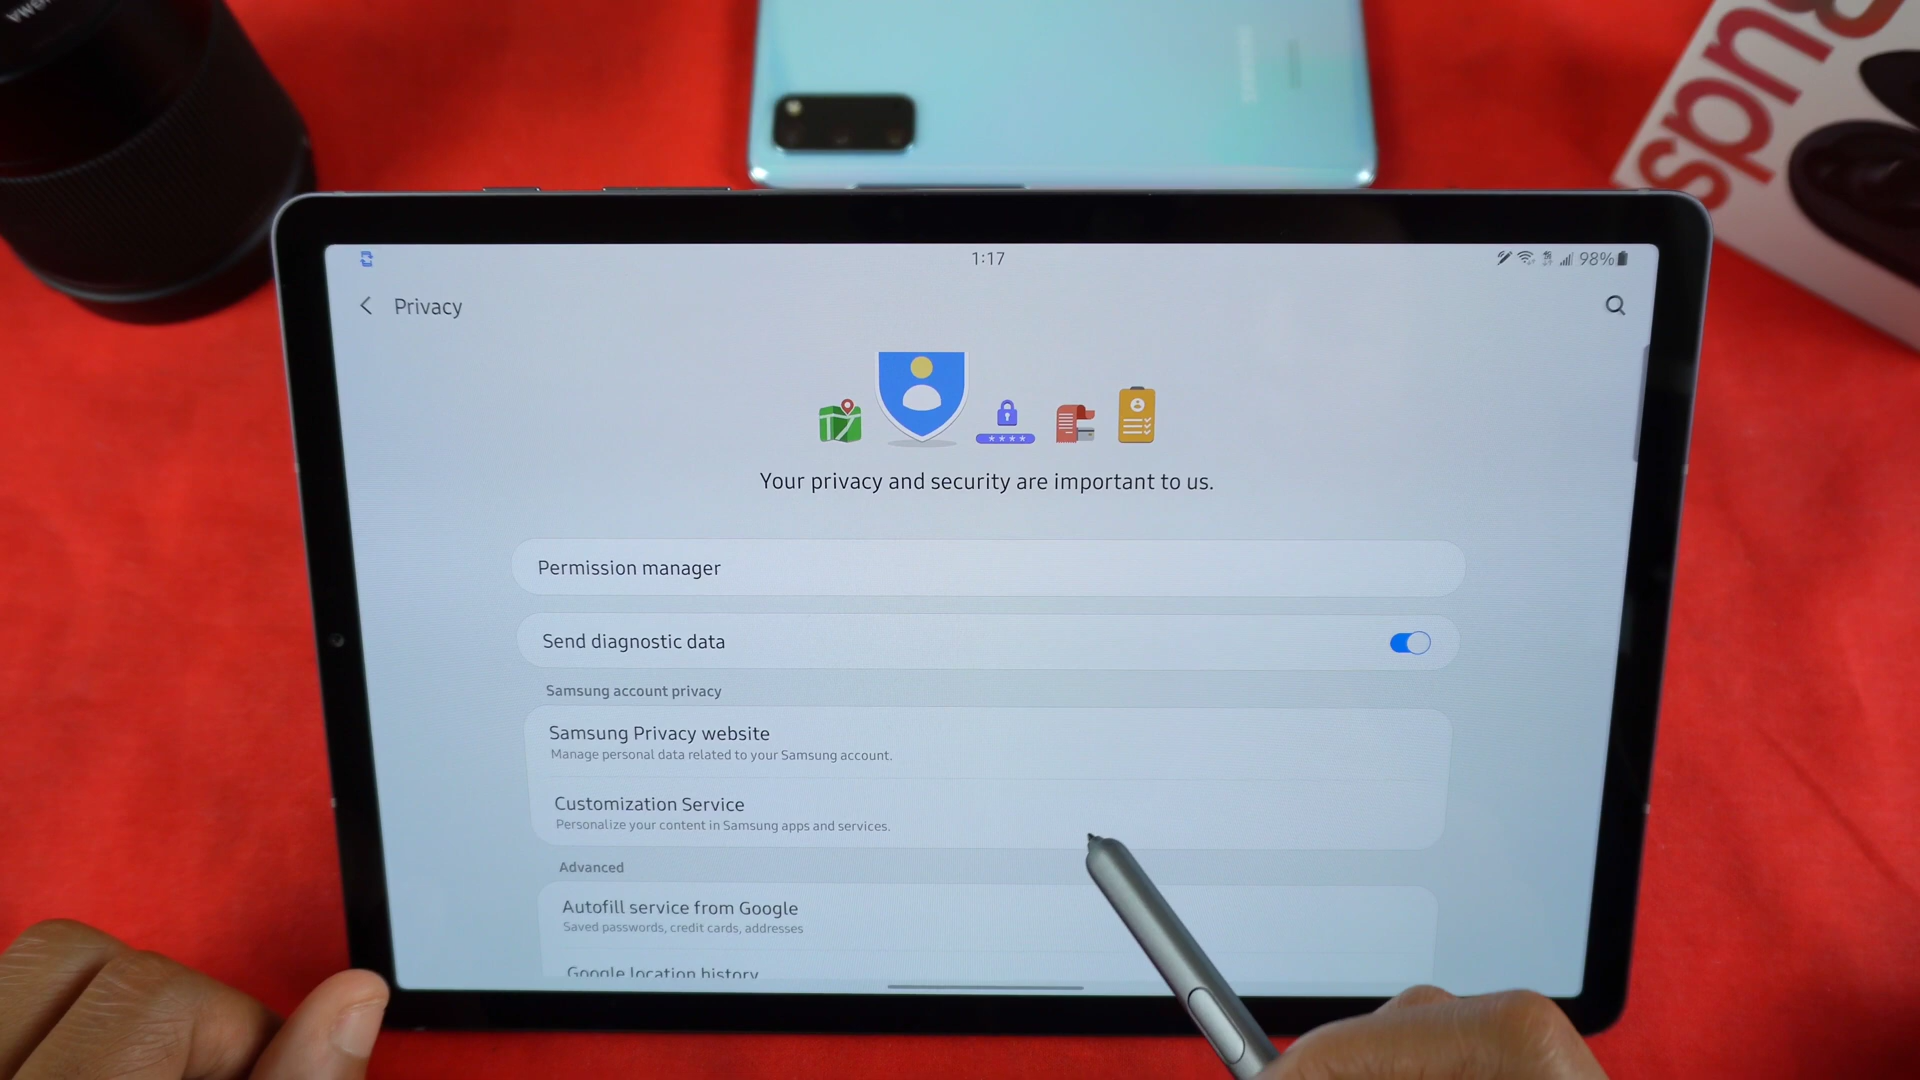 SAMSUNG
Buds
1:17
98%
Privacy
Your privacy and security are important to us.
Permission manager
Send diagnostic data
Samsung account privacy
Samsung Privacy website
Manage personal data related to your Samsung account.
Customization Service
Personalize your content in Samsung apps and services.
Advanced
Autofill service from Google
Saved passwords, credit cards, addresses
Google location history